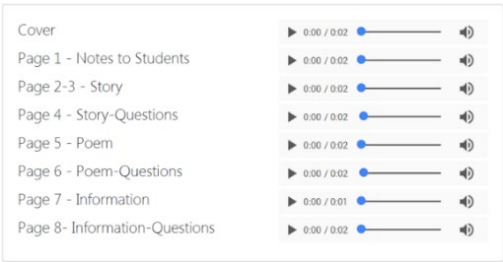 Cover 0:00 / 0:02
Page 1 - Notes to Students 0:00 / 0:02
Page 2-3 - Story 0:00 / 0:02
Page 4 - Story-Questions 0:00 / 0:02
Page 5 - Poem 0:00 / 0:02
Page 6 - Poem-Questions 0:00 / 0:02
Page 7 - Information 0:00 / 0:01
Page 8- Information-Questions 0:00 / 0:02